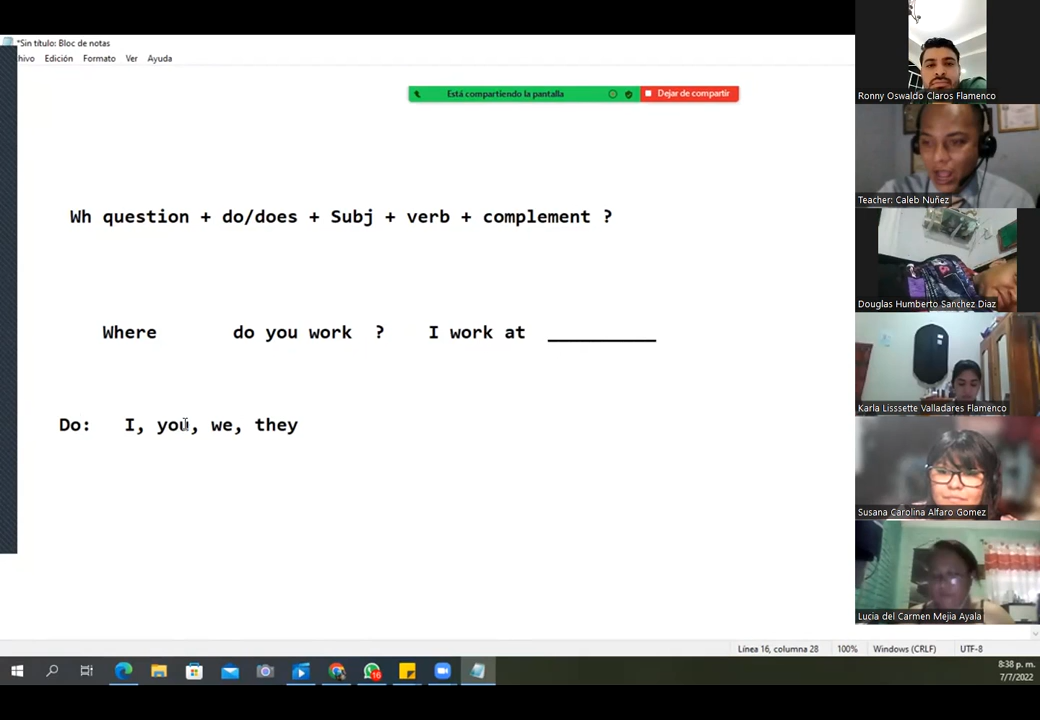 *Sin título: Bloc de notas
hivo Edición Formato Ver Ayuda
Está compartiendo la pantalla Dejar de compartir
Wh question + do/does + Subj + verb + complement ?
Where do you work ? I work at __________
Do: I, you, we, they
Ronny Oswaldo Claros Flamenco
Teacher: Caleb Nuñez
Douglas Humberto Sanchez Diaz
Karla Lisssette Valladares Flamenco
Susana Carolina Alfaro Gomez
Lucia del Carmen Mejia Ayala
Línea 16, columna 28 100% Windows (CRLF) UTF-8
16
8:38 p. m.
7/7/2022